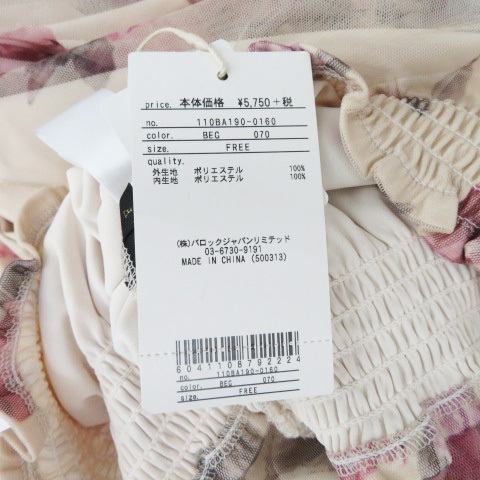 price. 本体価格 ¥5,750+税
no. 110BA190-0160
color. BEG 070
size. FREE
quality.
外生地 ポリエステル 100%
内生地 ポリエステル 100%
(株)バロックジャパンリミテッド
03-6730-9191
MADE IN CHINA (500313)
6041108792224
no. 110BA190-0160
color. BEG 070
size. FREE